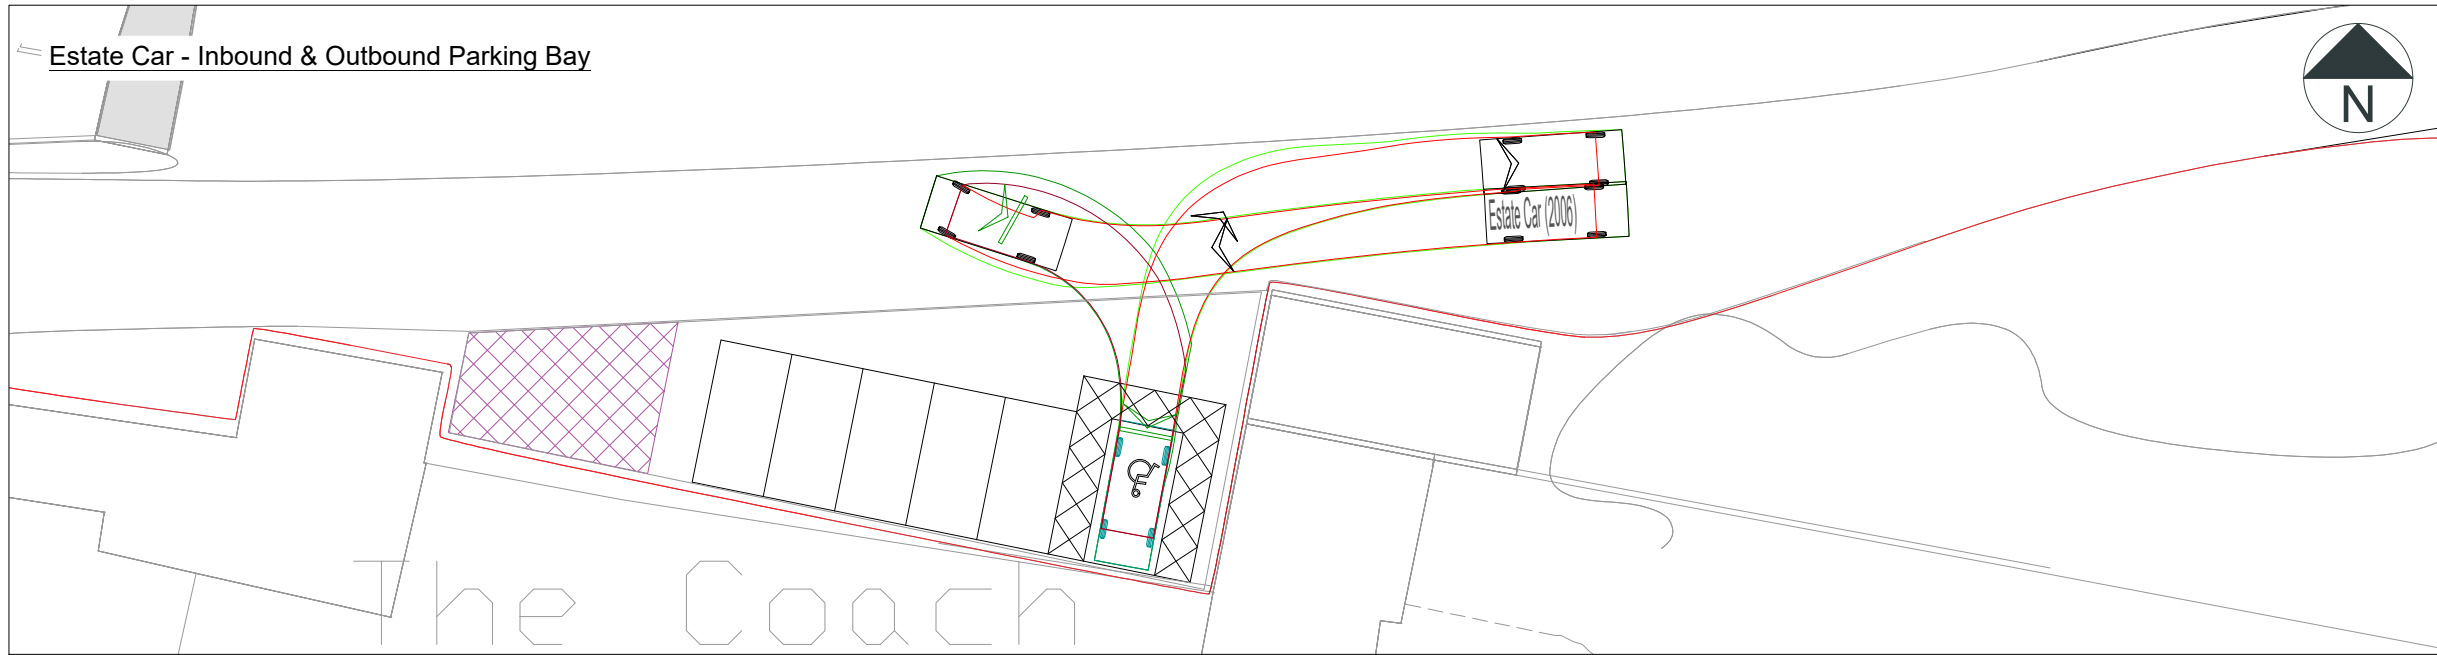 Estate Car - Inbound & Outbound Parking Bay
N
Estate Car (2006)
The Coach